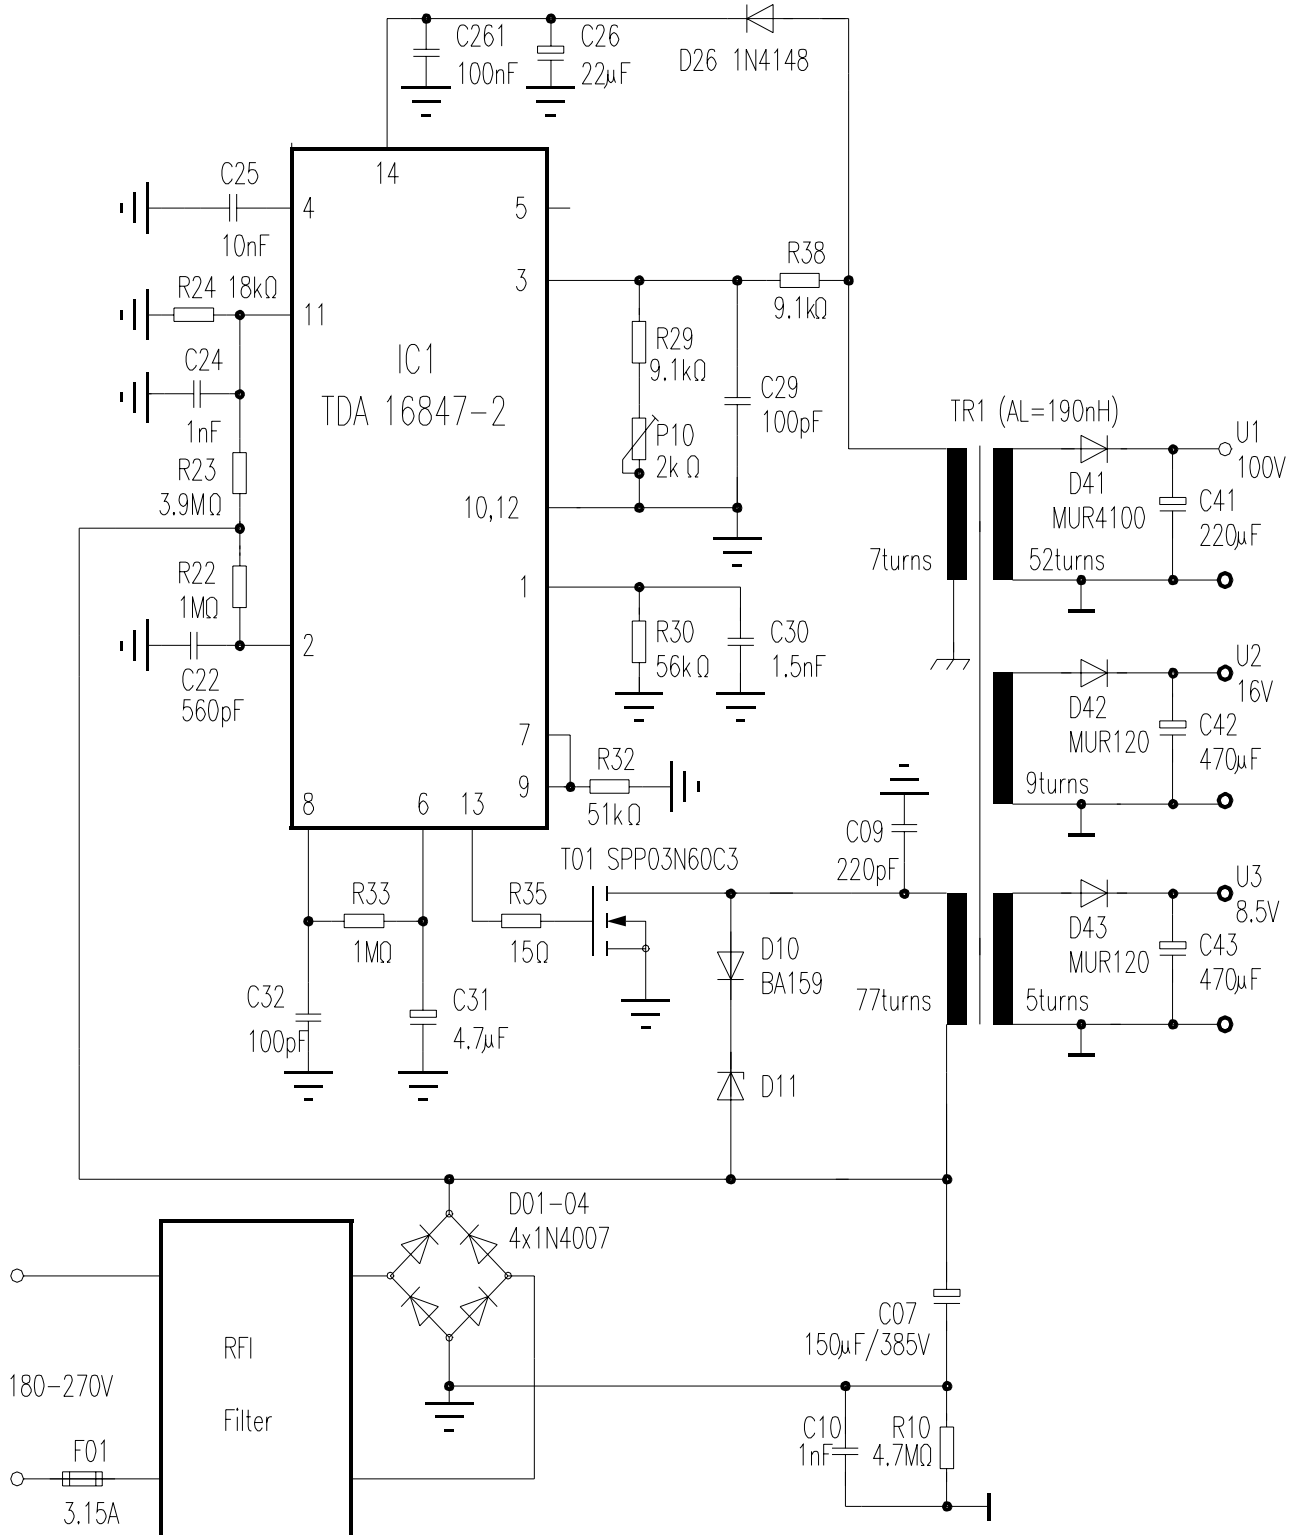 C261
100nF
C26
22µF
D26 1N4148
14
C25
10nF
4
5
R24 18kΩ
11
3
R38
9.1kΩ
C24
1nF
IC1
TDA 16847-2
R29
9.1kΩ
C29
100pF
P10
2k Ω
R23
3.9MΩ
10,12
TR1 (AL=190nH)
U1
100V
D41
MUR4100
C41
220µF
7turns
52turns
R22
1MΩ
1
2
R30
56kΩ
C30
1.5nF
C22
560pF
U2
16V
D42
MUR120
C42
470µF
9turns
7
9
R32
51kΩ
8
6
13
C09
220pF
T01 SPP03N60C3
R33
1MΩ
R35
15Ω
U3
8.5V
D43
MUR120
C43
470µF
D10
BA159
77turns
5turns
C32
100pF
C31
4.7µF
D11
D01-04
4x1N4007
C07
150µF/385V
RFI
Filter
180-270V
F01
3.15A
C10
1nF
R10
4.7MΩ